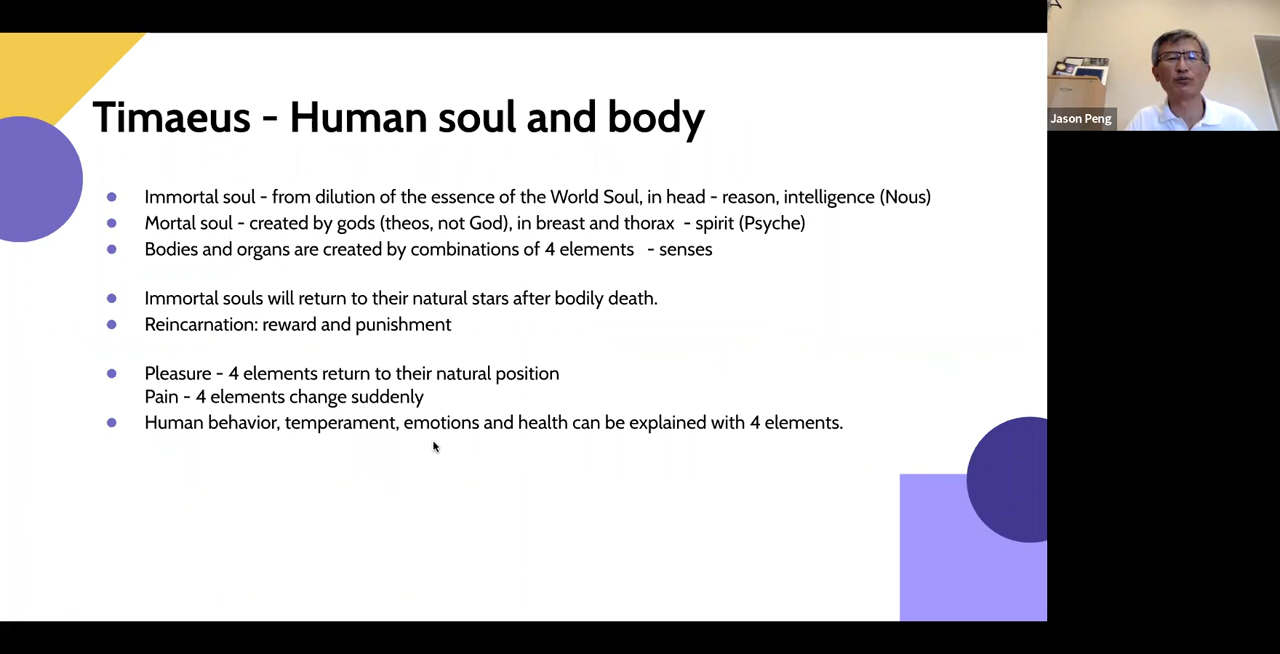 Timaeus - Human soul and body
Immortal soul - from dilution of the essence of the World Soul, in head - reason, intelligence (Nous)
Mortal soul - created by gods (theos, not God), in breast and thorax - spirit (Psyche)
Bodies and organs are created by combinations of 4 elements - senses
Immortal souls will return to their natural stars after bodily death.
Reincarnation: reward and punishment
Pleasure - 4 elements return to their natural position
Pain - 4 elements change suddenly
Human behavior, temperament, emotions and health can be explained with 4 elements.
Jason Peng